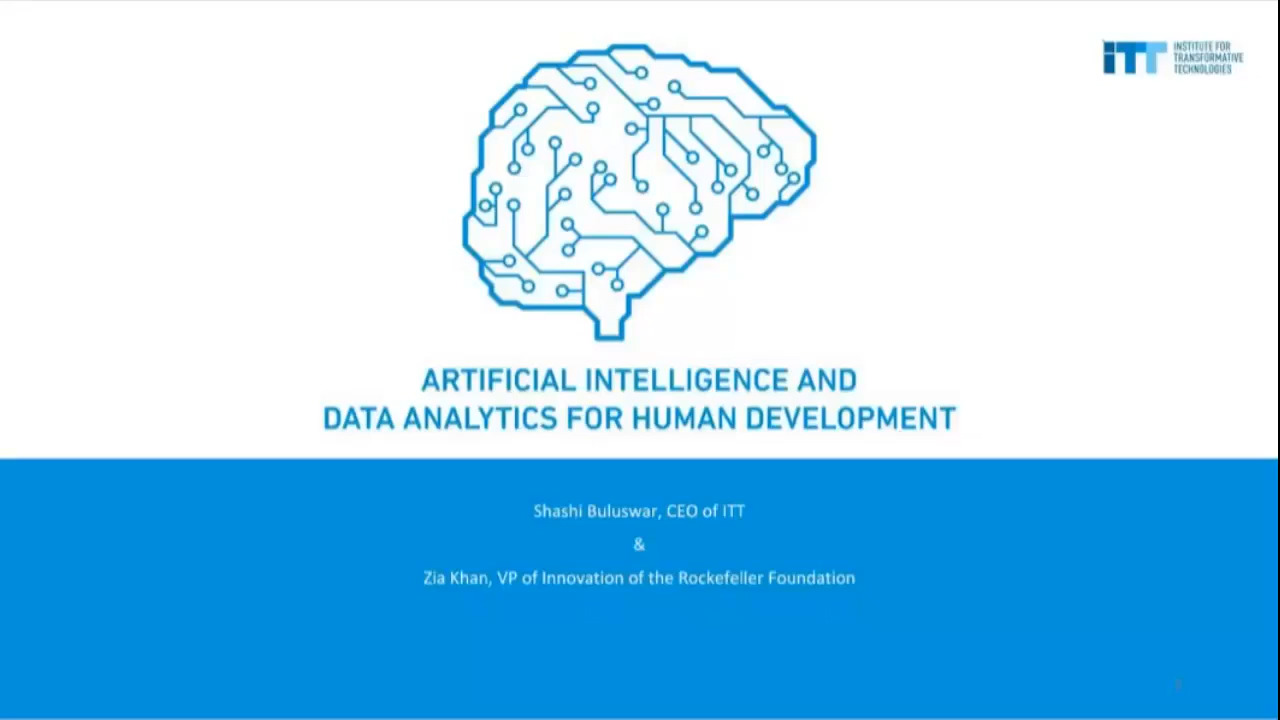 iTT
INSTITUTE FOR
TRANSFORMATIVE
TECHNOLOGIES
ARTIFICIAL INTELLIGENCE AND
DATA ANALYTICS FOR HUMAN DEVELOPMENT
Shashi Buluswar, CEO of ITT
&
Zia Khan, VP of Innovation of the Rockefeller Foundation